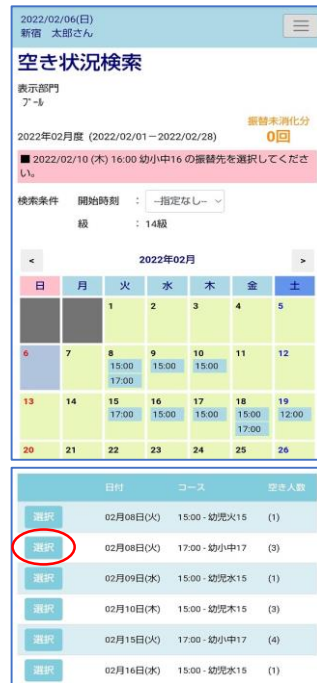 2022/02/06(日)
新宿 太郎さん
空き状況検索
表示部門
プール
振替未消化分
2022年02月度 (2022/02/01－2022/02/28) 0回
■ 2022/02/10 (木) 16:00 幼小中16 の振替先を選択してください。
検索条件 開始時刻 : --指定なし--
級 : 14級
< 2022年02月 >
日 月 火 水 木 金 土
1 2 3 4 5
6 7 8 9 10 11 12
15:00 15:00 15:00
17:00
13 14 15 16 17 18 19
17:00 15:00 15:00 15:00 12:00
17:00
20 21 22 23 24 25 26
日付 コース 空き人数
選択 02月08日(火) 15:00 - 幼児火15 (1)
選択 02月08日(火) 17:00 - 幼小中17 (3)
選択 02月09日(水) 15:00 - 幼児水15 (1)
選択 02月10日(木) 15:00 - 幼児木15 (3)
選択 02月15日(火) 17:00 - 幼小中17 (4)
選択 02月16日(水) 15:00 - 幼児水15 (1)